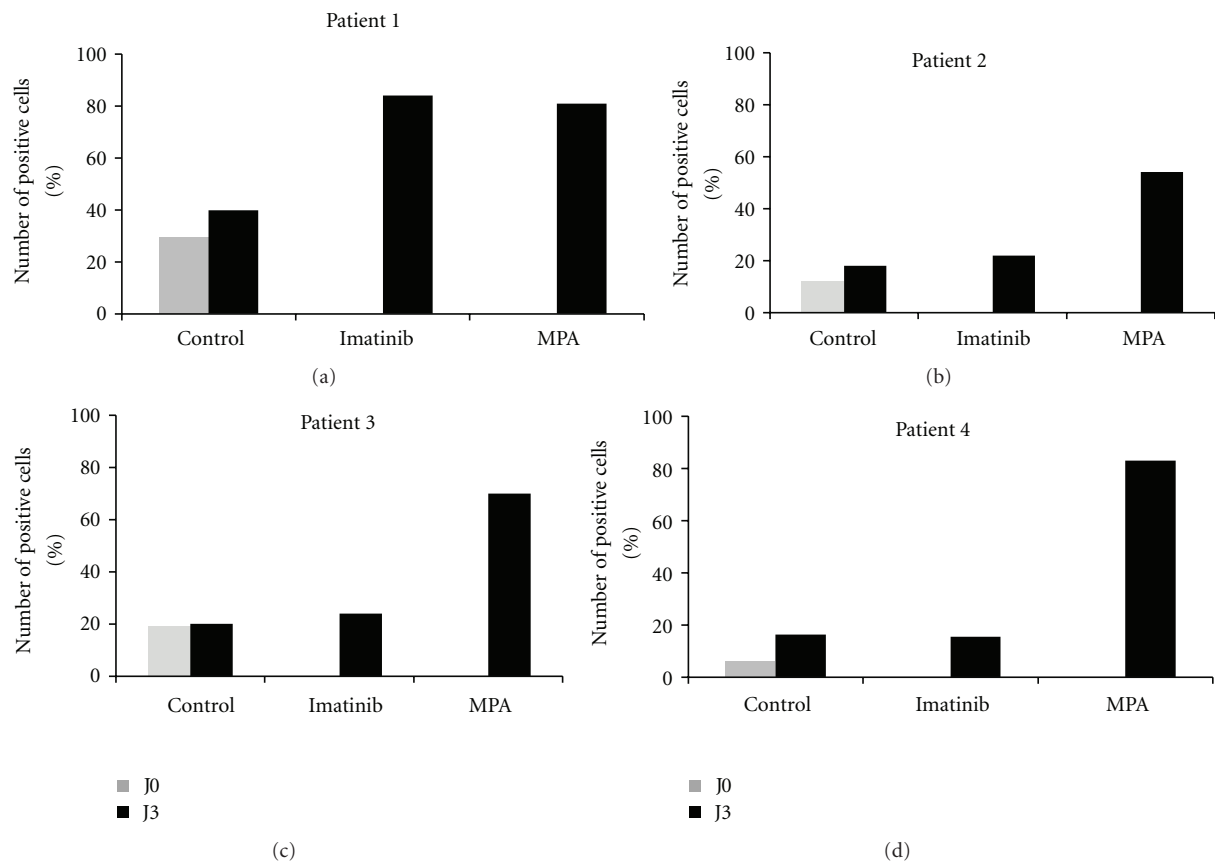 Patient 1
Number of positive cells
(%)
100
80
60
40
20
0
Control Imatinib MPA
(a)
Patient 2
Number of positive cells
(%)
100
80
60
40
20
0
Control Imatinib MPA
(b)
Patient 3
Number of positive cells
(%)
100
80
60
40
20
0
Control Imatinib MPA
J0
J3
(c)
Patient 4
Number of positive cells
(%)
100
80
60
40
20
0
Control Imatinib MPA
J0
J3
(d)